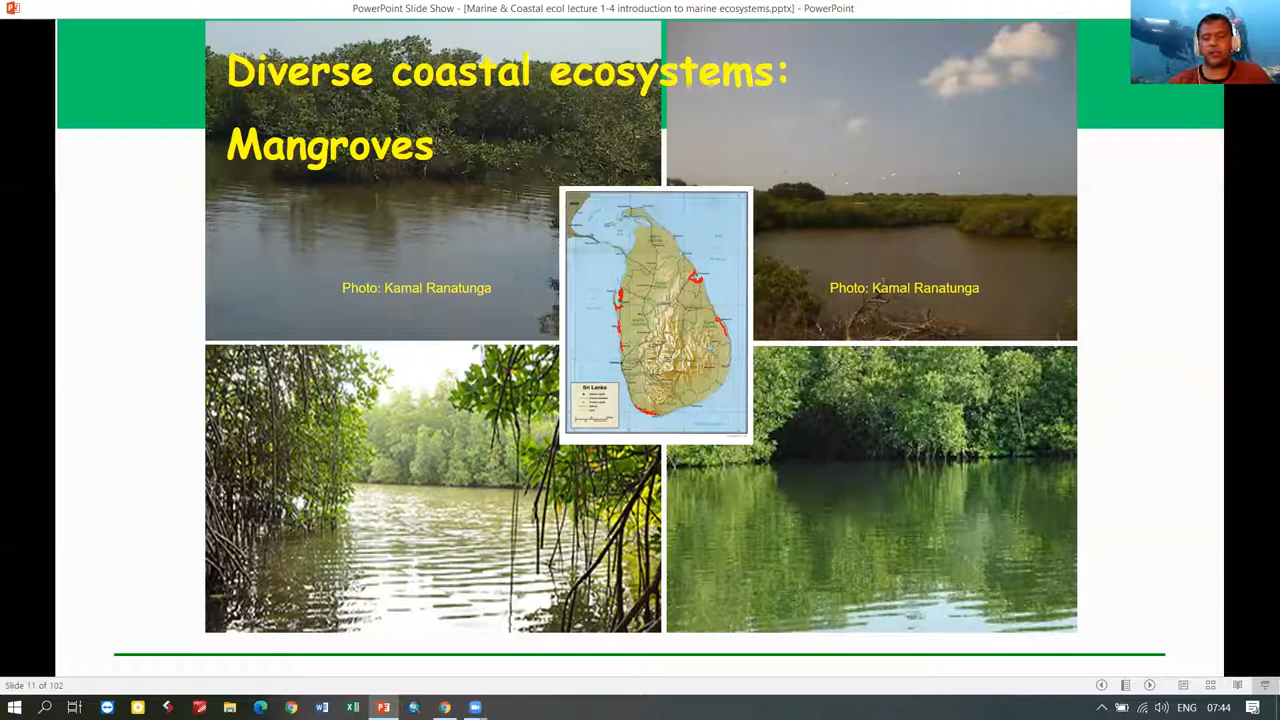 PowerPoint Slide Show - [Marine & Coastal ecol lecture 1-4 introduction to marine ecosystems.pptx] - PowerPoint
Diverse coastal ecosystems:
Mangroves
Photo: Kamal Ranatunga
Photo: Kamal Ranatunga
Sri Lanka
Slide 11 of 102
ENG
07:44